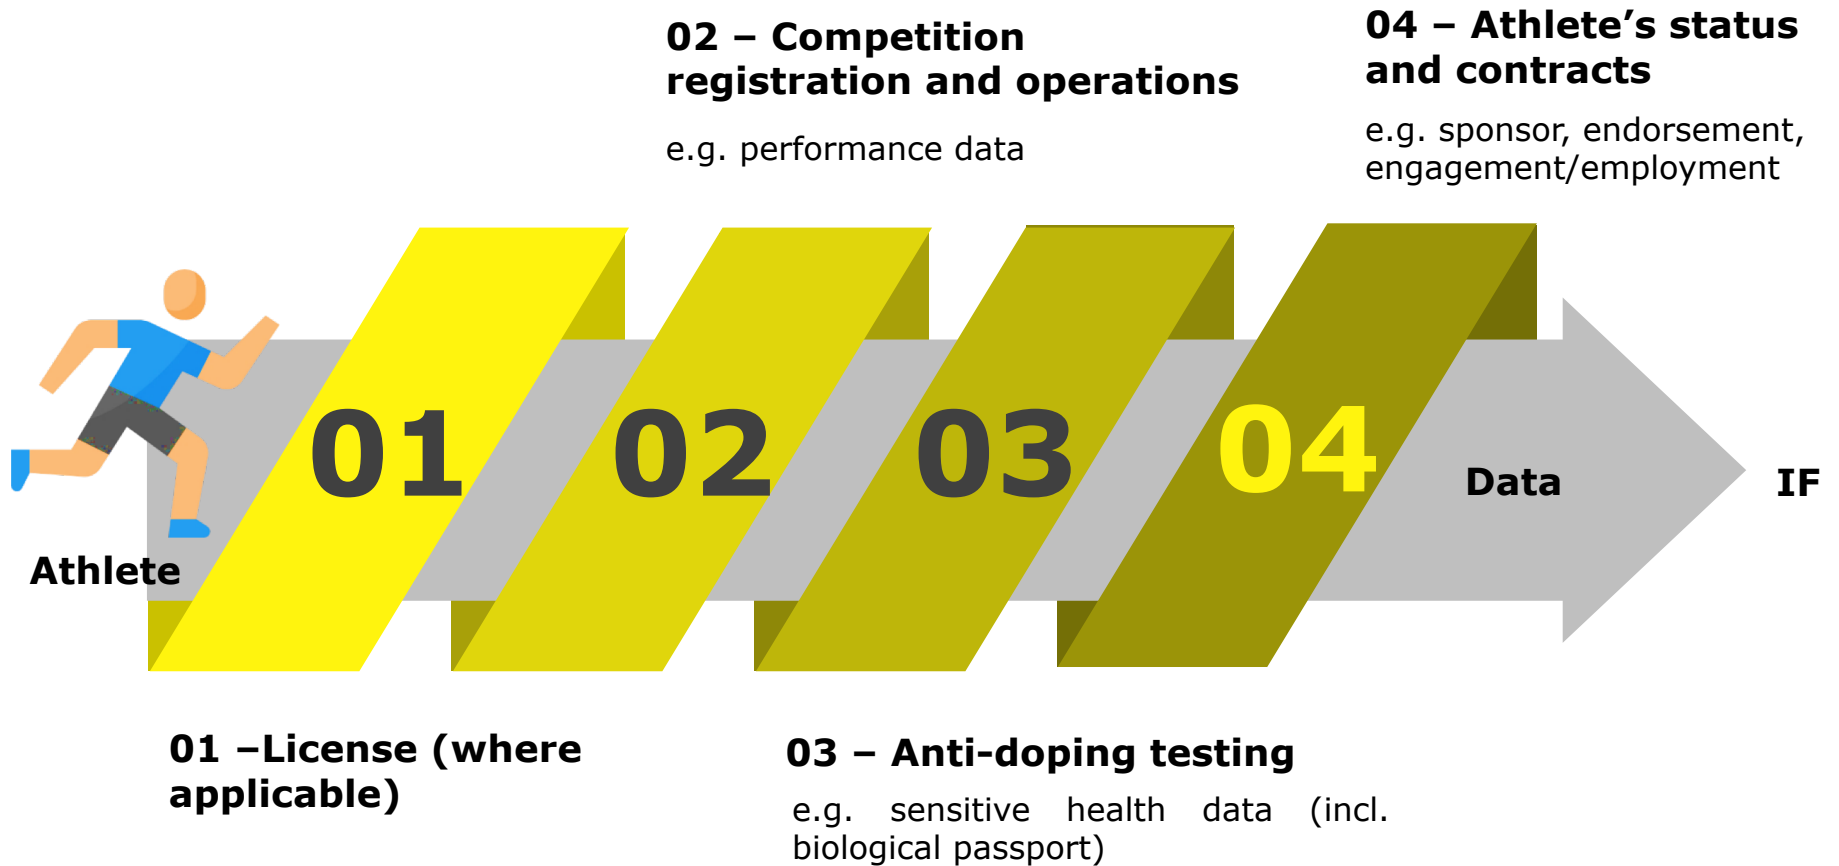 02 – Competition
registration and operations
e.g. performance data
04 – Athlete’s status
and contracts
e.g. sponsor, endorsement,
engagement/employment
01
02
03
04
Data
IF
Athlete
01 –License (where
applicable)
03 – Anti-doping testing
e.g. sensitive health data (incl.
biological passport)